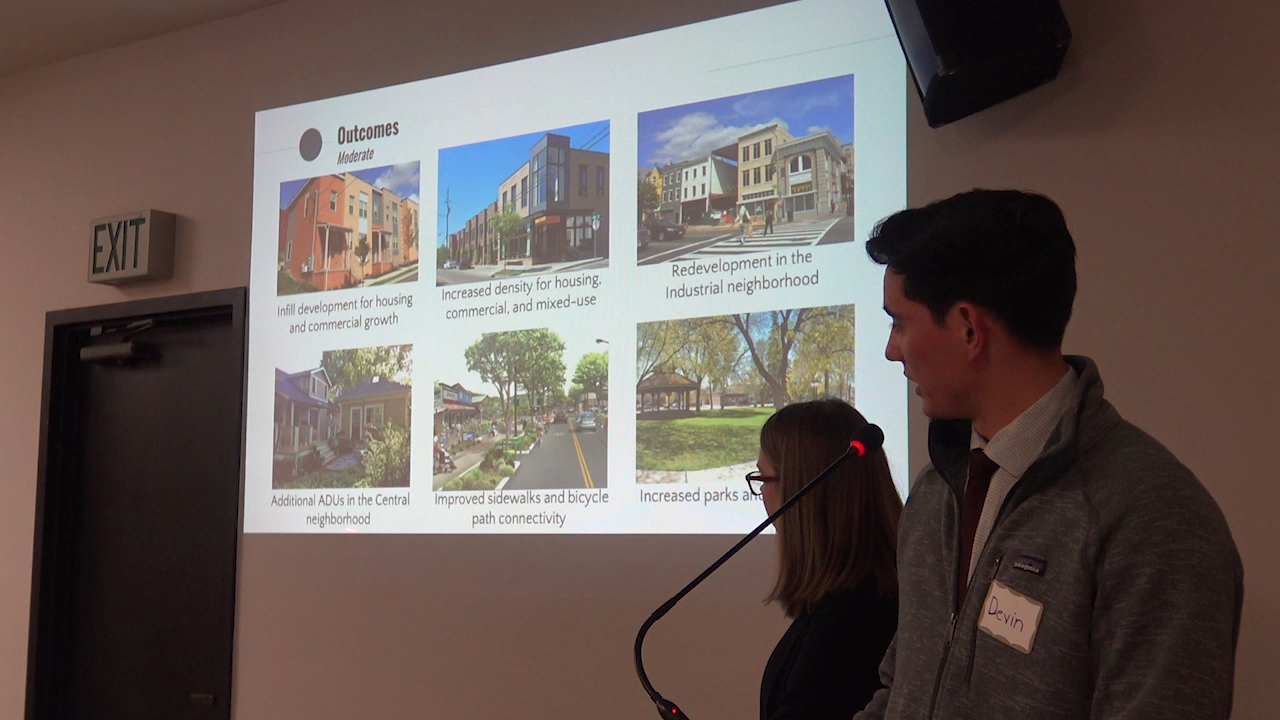 EXIT
Outcomes
Moderate
Infill development for housing
and commercial growth
Increased density for housing,
commercial, and mixed-use
Redevelopment in the
Industrial neighborhood
Additional ADUs in the Central
neighborhood
Improved sidewalks and bicycle
path connectivity
Increased parks
patagonia
Devin